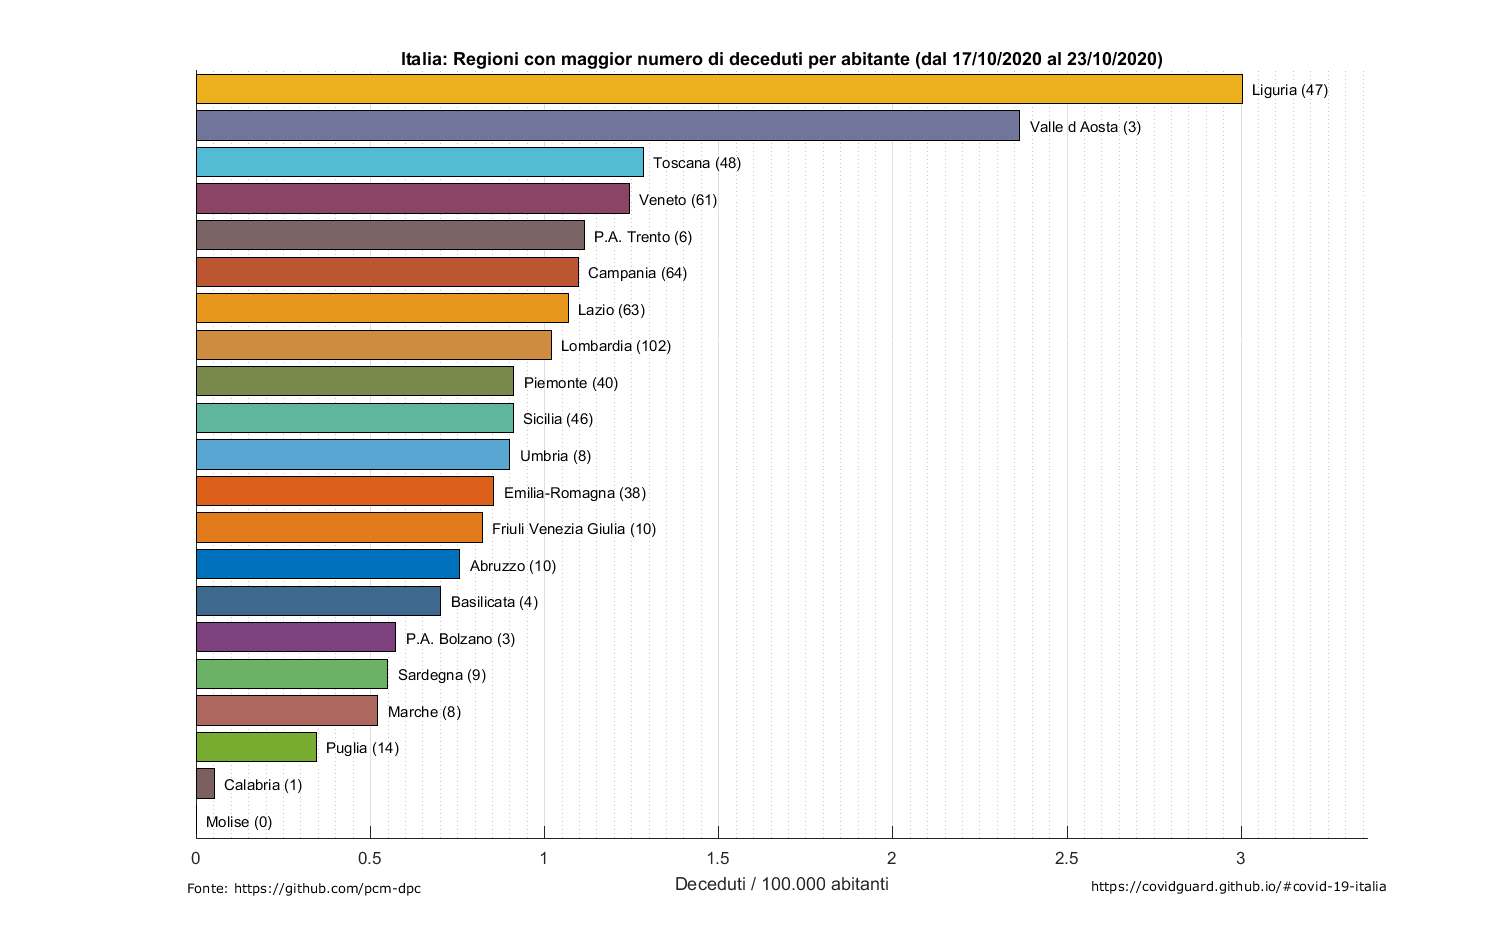 Italia: Regioni con maggior numero di deceduti per abitante (dal 17/10/2020 al 23/10/2020)
Liguria (47)
Valle d Aosta (3)
Toscana (48)
Veneto (61)
P.A. Trento (6)
Campania (64)
Lazio (63)
Lombardia (102)
Piemonte (40)
Sicilia (46)
Umbria (8)
Emilia-Romagna (38)
Friuli Venezia Giulia (10)
Abruzzo (10)
Basilicata (4)
P.A. Bolzano (3)
Sardegna (9)
Marche (8)
Puglia (14)
Calabria (1)
Molise (0)
0 0.5 1 1.5 2 2.5 3
Deceduti / 100.000 abitanti
Fonte: https://github.com/pcm-dpc
https://covidguard.github.io/#covid-19-italia